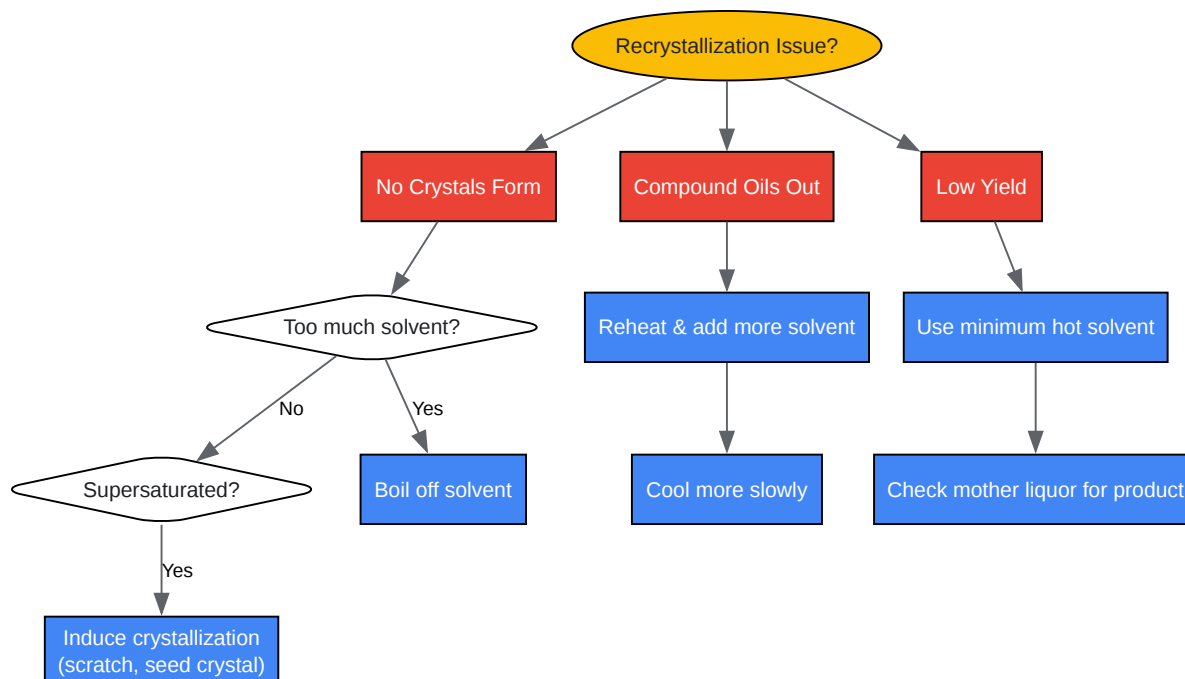 Recrystallization Issue?
No Crystals Form
Compound Oils Out
Low Yield
Too much solvent?
Reheat & add more solvent
Use minimum hot solvent
No
Yes
Supersaturated?
Boil off solvent
Cool more slowly
Check mother liquor for product
Yes
Induce crystallization
(scratch, seed crystal)